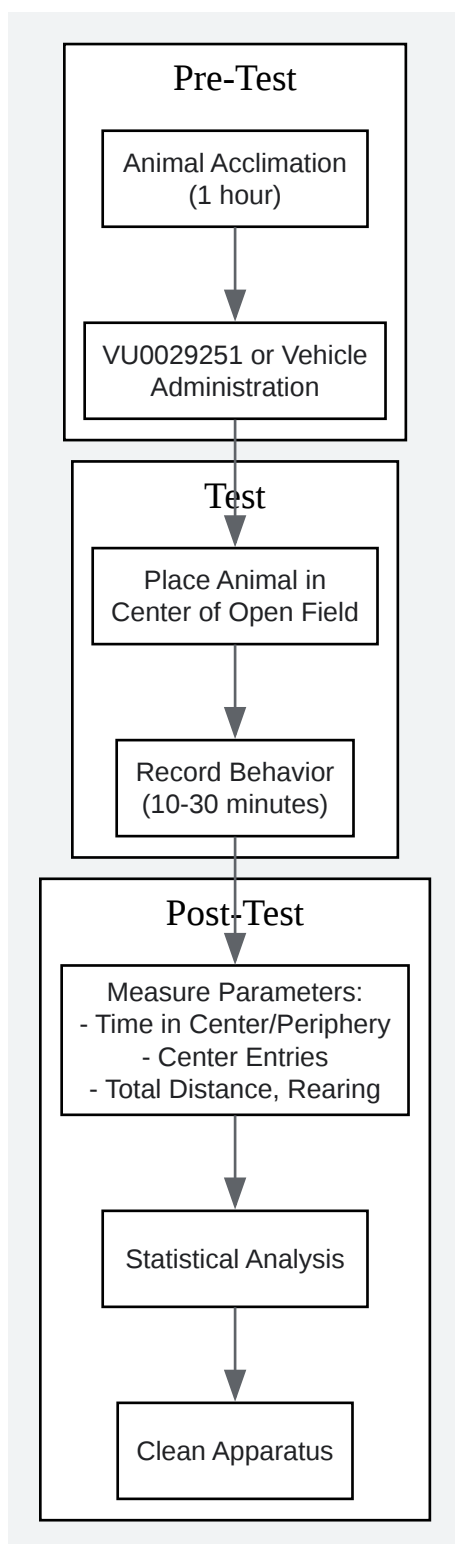 Pre-Test
Animal Acclimation
(1 hour)
VU0029251 or Vehicle
Administration
Test
Place Animal in
Center of Open Field
Record Behavior
(10-30 minutes)
Post-Test
Measure Parameters:
- Time in Center/Periphery
- Center Entries
- Total Distance, Rearing
Statistical Analysis
Clean Apparatus